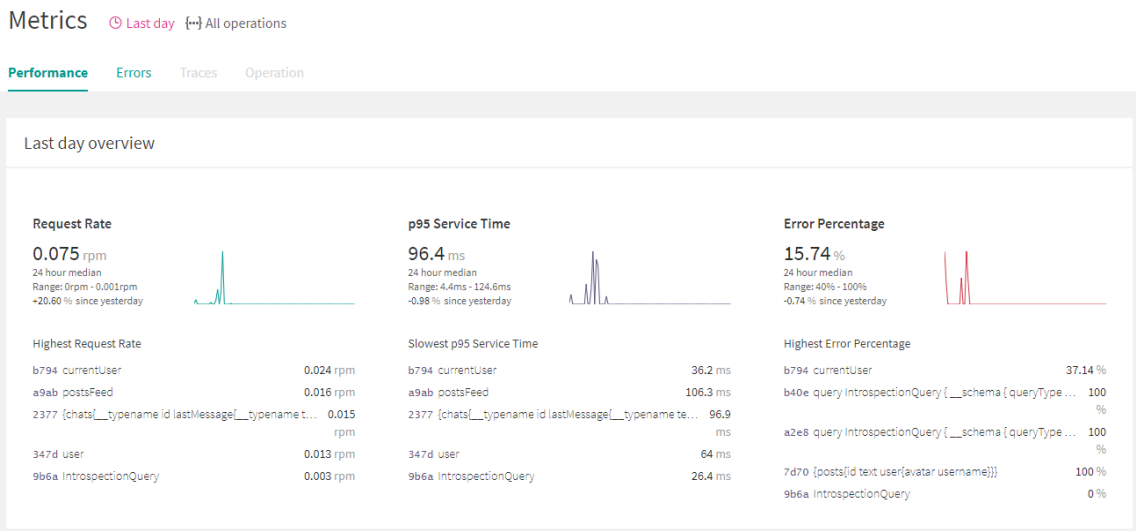 Metrics Last day {···} All operations
Performance Errors Traces Operation
Last day overview
Request Rate
0.075 rpm
24 hour median
Range: 0rpm - 0.001rpm
+20.60 % since yesterday
Highest Request Rate
b794 currentUser 0.024 rpm
a9ab postsFeed 0.016 rpm
2377 {chats{__typename id lastMessage{__typename t… 0.015
rpm
347d user 0.013 rpm
9b6a IntrospectionQuery 0.003 rpm
p95 Service Time
96.4 ms
24 hour median
Range: 4.4ms - 124.6ms
-0.98 % since yesterday
Slowest p95 Service Time
b794 currentUser 36.2 ms
a9ab postsFeed 106.3 ms
2377 {chats{__typename id lastMessage{__typename te… 96.9
ms
347d user 64 ms
9b6a IntrospectionQuery 26.4 ms
Error Percentage
15.74 %
24 hour median
Range: 40% - 100%
-0.74 % since yesterday
Highest Error Percentage
b794 currentUser 37.14 %
b40e query IntrospectionQuery { __schema { queryType … 100
%
a2e8 query IntrospectionQuery { __schema { queryType … 100
%
7d70 {posts{id text user{avatar username}}} 100 %
9b6a IntrospectionQuery 0 %